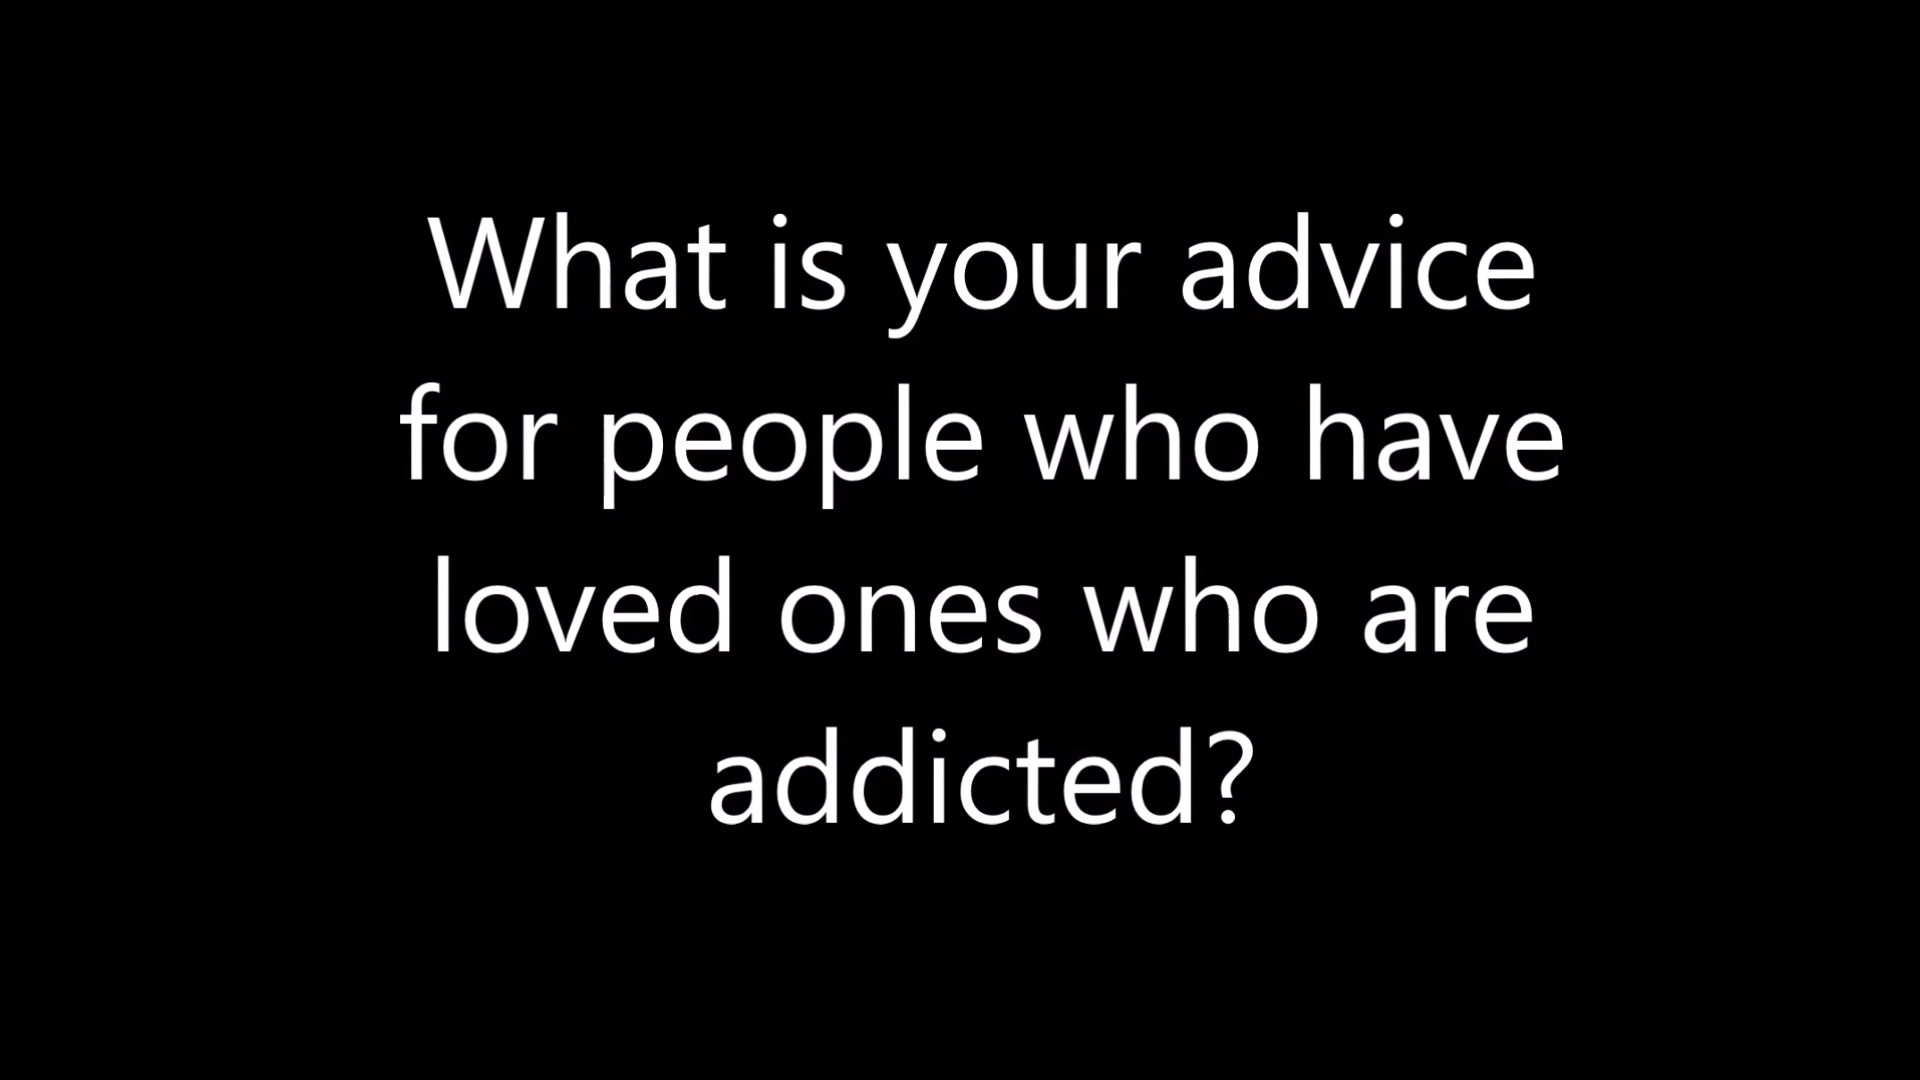 What is your advice
for people who have
loved ones who are
addicted?